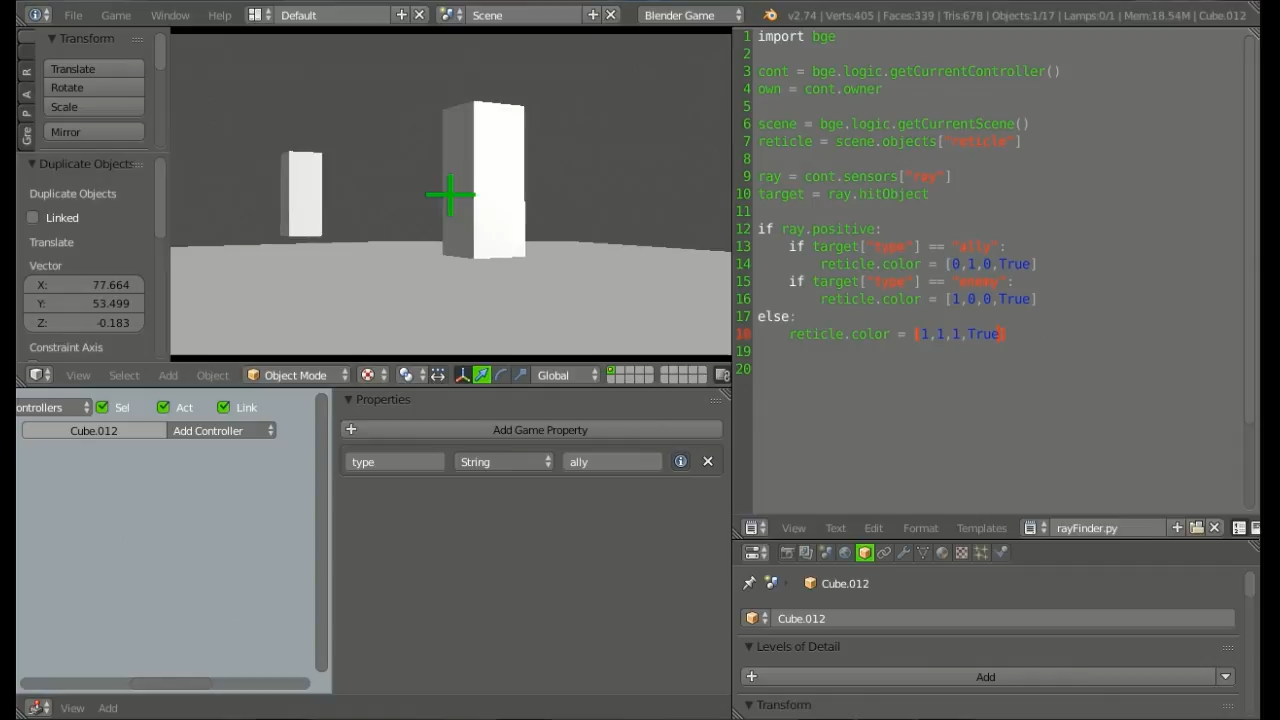 File Game Window Help Default Scene Blender Game v2.74 | Verts:405 | Faces:339 | Tris:678 | Objects:1/17 | Lamps:0/1 | Mem:18.54M | Cube.012
Transform
Translate
Rotate
Scale
Mirror
R
A
P
Gre
Duplicate Objects
Duplicate Objects
Linked
Translate
Vector
X: 77.664
Y: 53.499
Z: -0.183
Constraint Axis
View Select Add Object Object Mode Global
ontrollers Sel Act Link
Cube.012 Add Controller
View Add
Properties
Add Game Property
type String ally
1 import bge
2
3 cont = bge.logic.getCurrentController()
4 own = cont.owner
5
6 scene = bge.logic.getCurrentScene()
7 reticle = scene.objects["reticle"]
8
9 ray = cont.sensors["ray"]
10 target = ray.hitObject
11
12 if ray.positive:
13 if target["type"] == "ally":
14 reticle.color = [0,1,0,True]
15 if target["type"] == "enemy":
16 reticle.color = [1,0,0,True]
17 else:
18 reticle.color = [1,1,1,True]
19
20
View Text Edit Format Templates rayFinder.py
Cube.012
Cube.012
Levels of Detail
Add
Transform